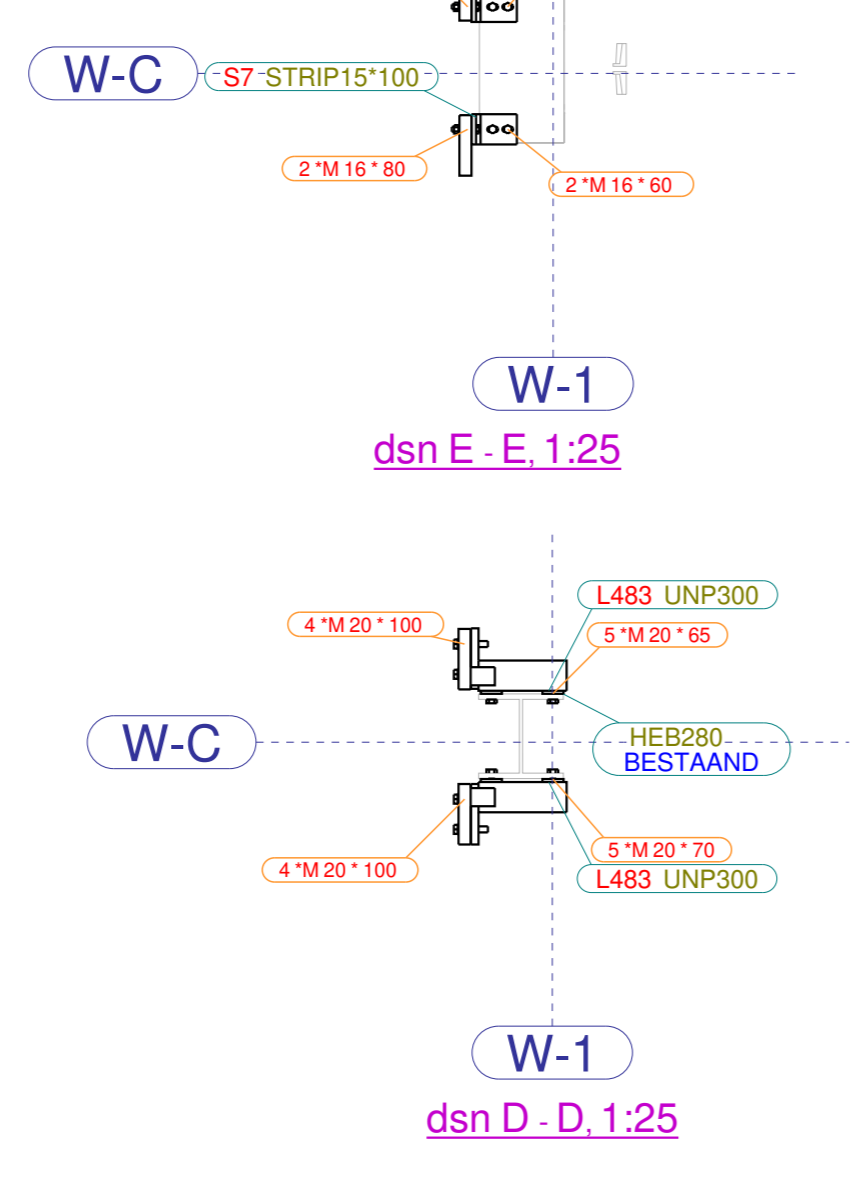 W-C
S7 STRIP15*100
2 *M 16 * 80
2 *M 16 * 60
W-1
dsn E - E, 1:25
L483 UNP300
4 *M 20 * 100
5 *M 20 * 65
W-C
HEB280
BESTAAND
5 *M 20 * 70
4 *M 20 * 100
L483 UNP300
W-1
dsn D - D, 1:25